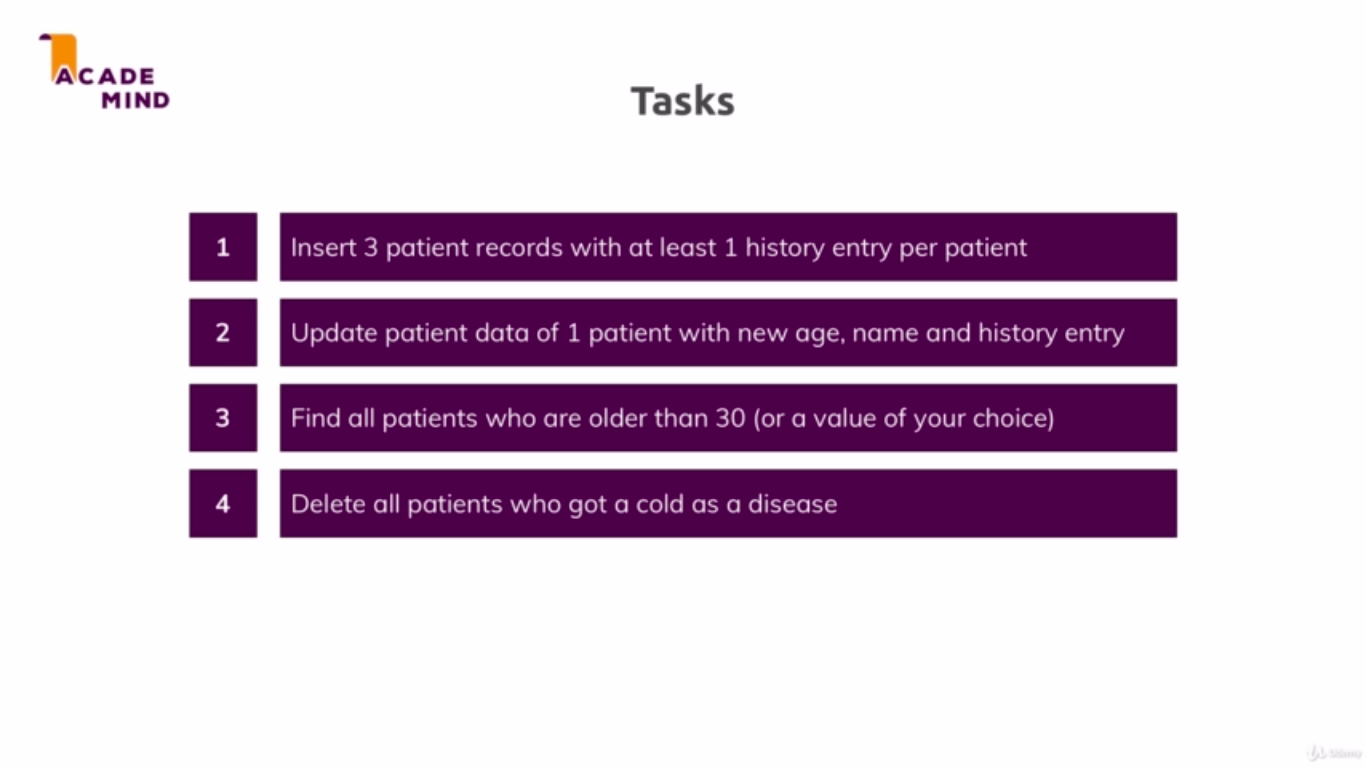 ACADE
MIND
Tasks
1 Insert 3 patient records with at least 1 history entry per patient
2 Update patient data of 1 patient with new age, name and history entry
3 Find all patients who are older than 30 (or a value of your choice)
4 Delete all patients who got a cold as a disease
Udemy